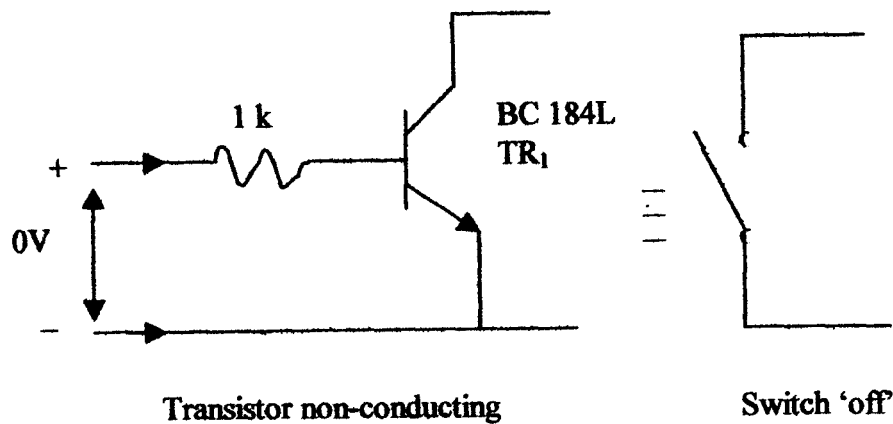 1 k
BC 184L
TR₁
+
0V
−
Transistor non-conducting
Switch ‘off’